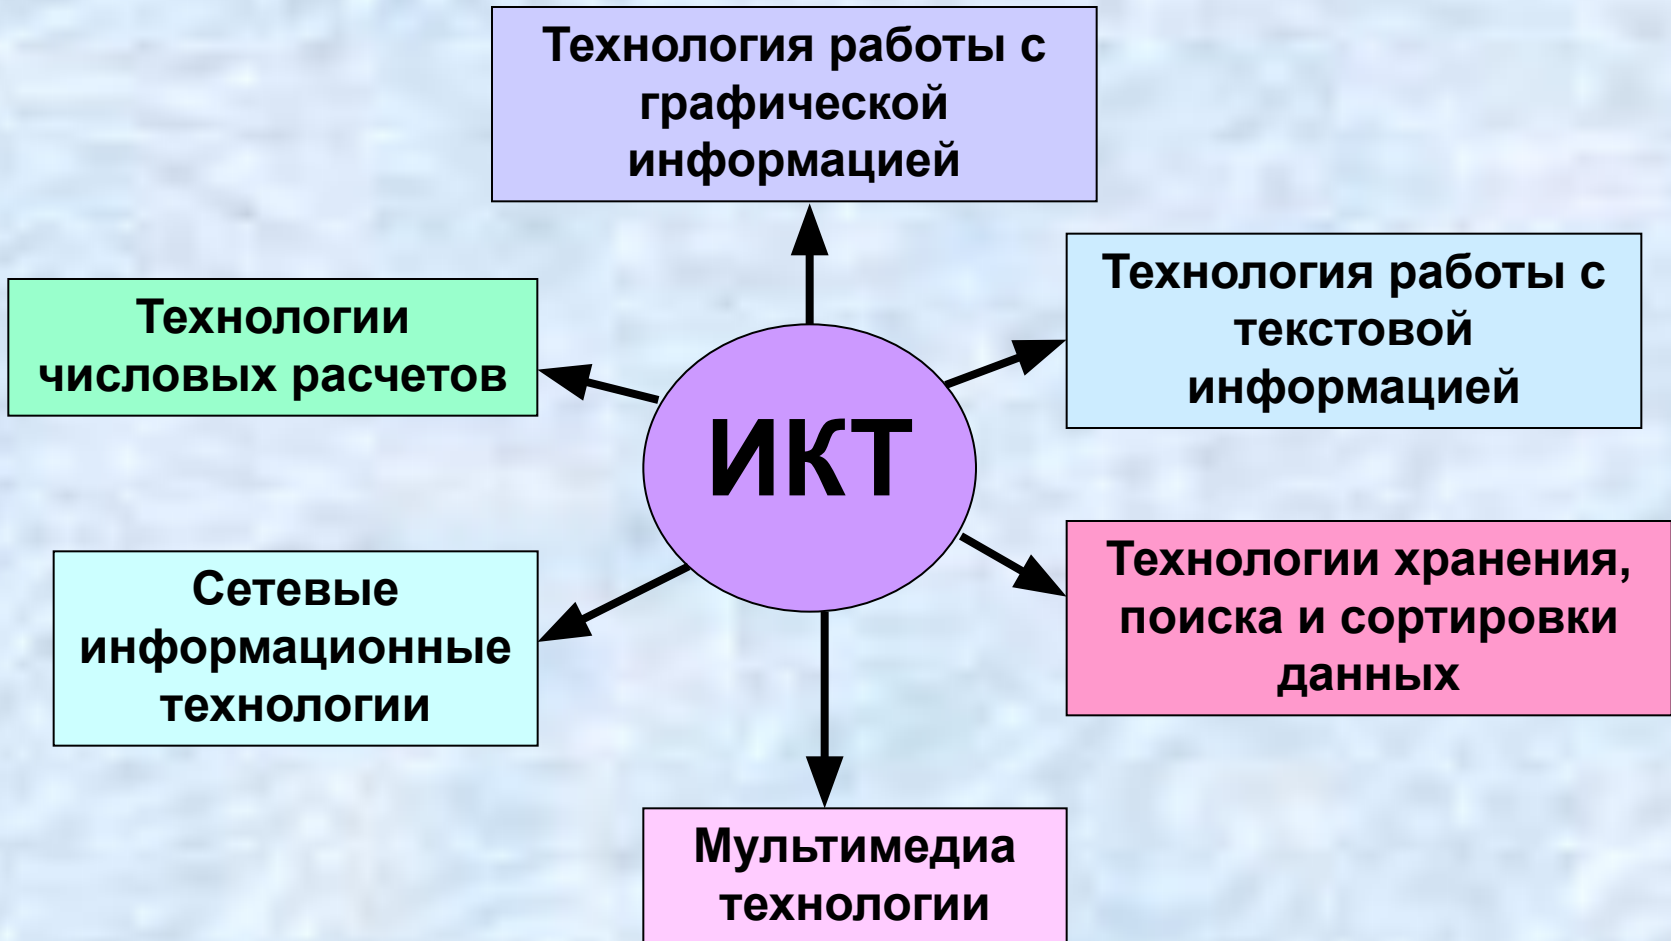 Технология работы с
графической
информацией
Технология работы с
текстовой
информацией
Технологии
числовых расчетов
ИКТ
Технологии хранения,
поиска и сортировки
данных
Сетевые
информационные
технологии
Мультимедиа
технологии